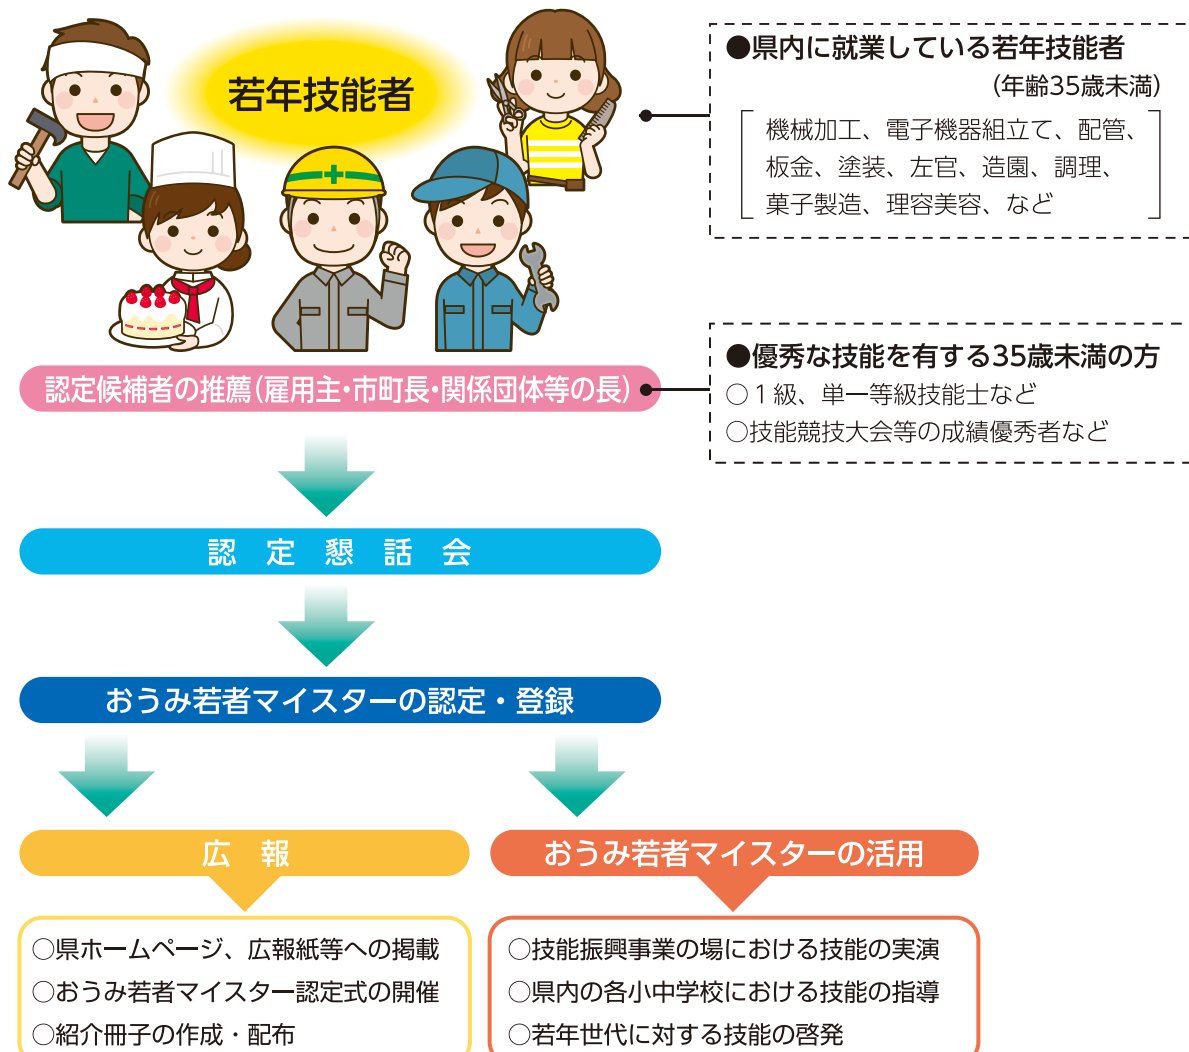 若年技能者
●県内に就業している若年技能者
（年齢35歳未満）
機械加工、電子機器組立て、配管、
板金、塗装、左官、造園、調理、
菓子製造、理容美容、など
認定候補者の推薦（雇用主・市町長・関係団体等の長）
●優秀な技能を有する35歳未満の方
○１級、単一等級技能士など
○技能競技大会等の成績優秀者など
認　定　懇　話　会
おうみ若者マイスターの認定・登録
広　報
○県ホームページ、広報紙等への掲載
○おうみ若者マイスター認定式の開催
○紹介冊子の作成・配布
おうみ若者マイスターの活用
○技能振興事業の場における技能の実演
○県内の各小中学校における技能の指導
○若年世代に対する技能の啓発